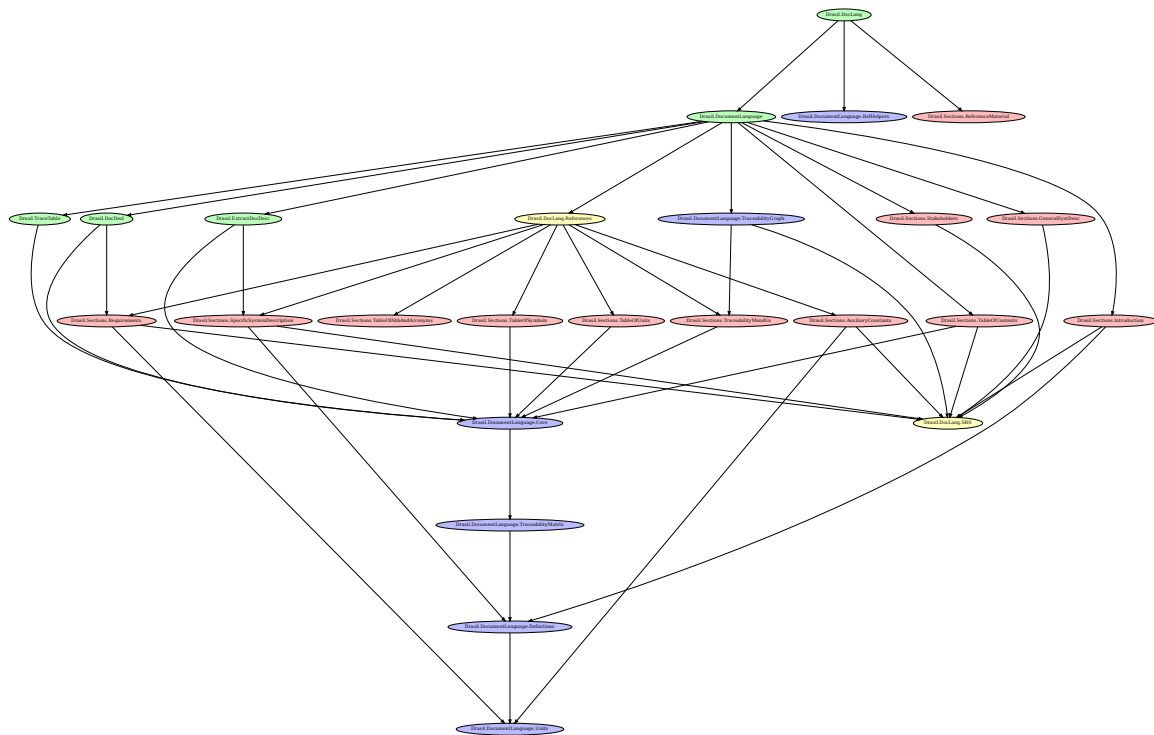 Drasil.DocLang
Drasil.DocumentLanguage
Drasil.DocumentLanguage.RefHelpers
Drasil.Sections.ReferenceMaterial
Drasil.TraceTable
Drasil.DocDecl
Drasil.ExtractDocDesc
Drasil.DocLang.References
Drasil.DocumentLanguage.TraceabilityGraph
Drasil.Sections.Stakeholders
Drasil.Sections.GeneralSystDesc
Drasil.Sections.Requirements
Drasil.Sections.SpecificSystemDescription
Drasil.Sections.TableOfAbbAndAcronyms
Drasil.Sections.TableOfSymbols
Drasil.Sections.TableOfUnits
Drasil.Sections.TraceabilityMandGs
Drasil.Sections.AuxiliaryConstants
Drasil.Sections.TableOfContents
Drasil.Sections.Introduction
Drasil.DocumentLanguage.Core
Drasil.DocLang.SRS
Drasil.DocumentLanguage.TraceabilityMatrix
Drasil.DocumentLanguage.Definitions
Drasil.DocumentLanguage.Units